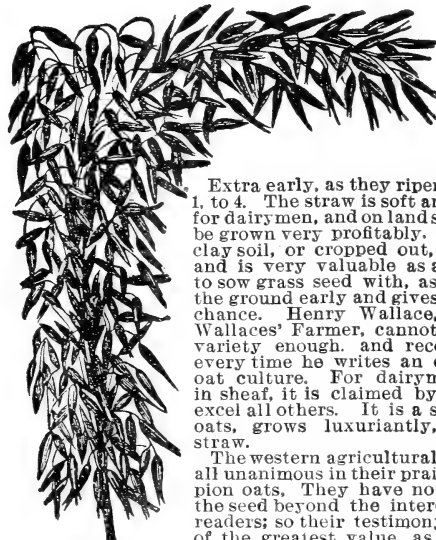 Extra early, as they riper
1, to 4. The straw is soft ar
for dairymen, and on lands
be grown very profitably.
clay soil, or cropped out,
and is very valuable as a
to sow grass seed with, as
the ground early and gives
chance. Henry Wallace,
Wallaces' Farmer, cannot
variety enough. and rec
every time he writes an
oat culture. For dairym
in sheaf, it is claimed by
excel all others. It is a s
oats, grows luxuriantly,
straw.
The western agricultural
all unanimous in their prai
pion oats, They have no
the seed beyond the inter
readers; so their testimon
of the greatest value, as